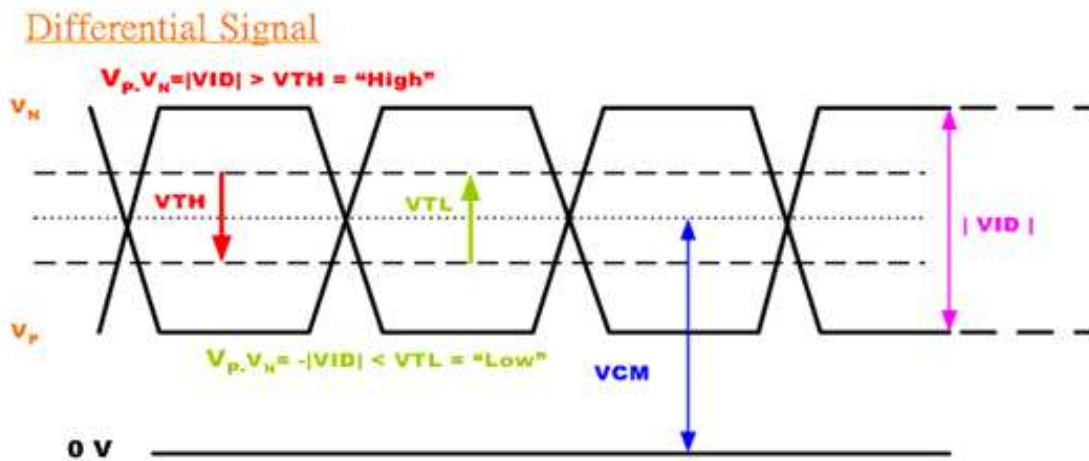 Differential Signal
VP-VN=|VID| > VTH = “High”
VN
VTH
VTL
| VID |
VP
VP-VN= -|VID| < VTL = “Low”
VCM
0 V